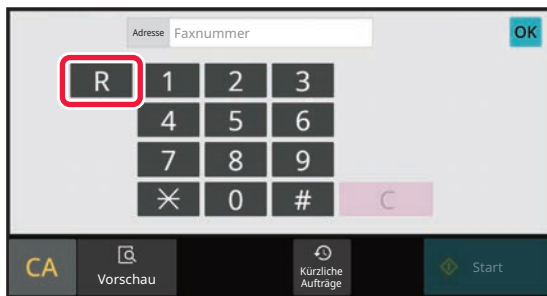 Adresse Faxnummer OK
R 1 2 3
4 5 6
7 8 9
* 0 # C
CA Vorschau Kürzliche Aufträge Start